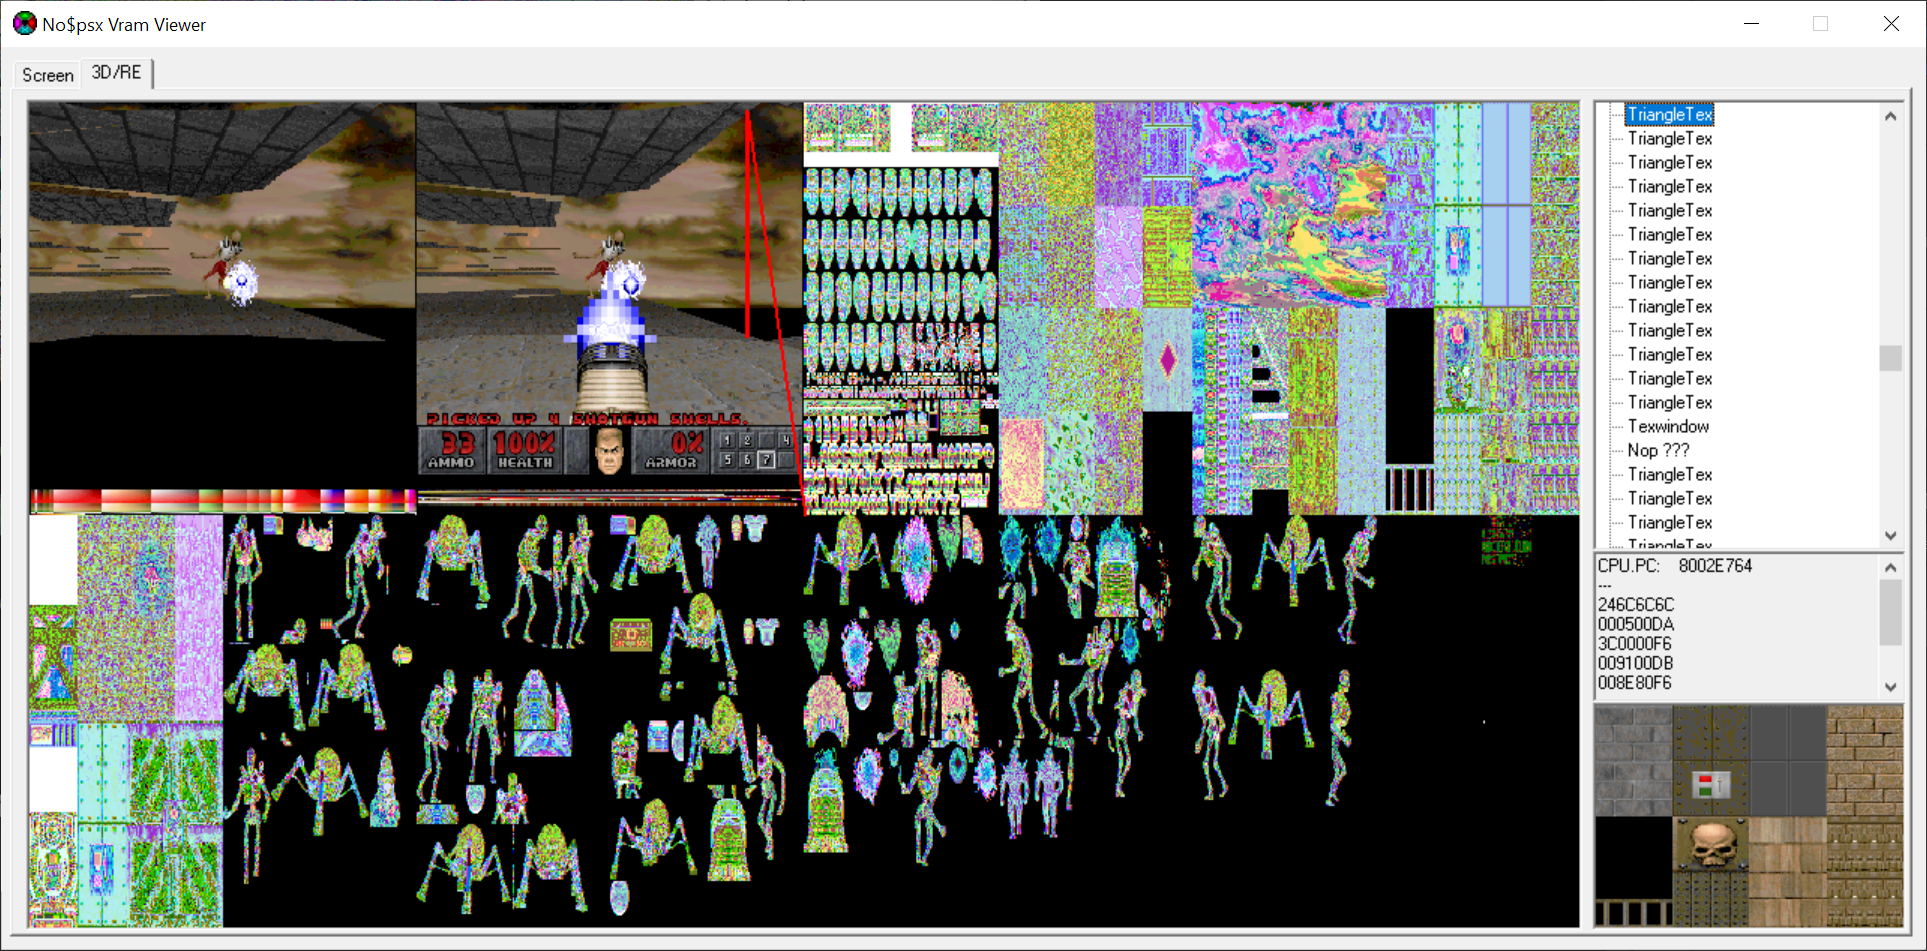 No$psx Vram Viewer
Screen
3D/RE
PICKED UP 4 SHOTGUN SHELLS.
33
100%
0%
1 2 4
AMMO
HEALTH
ARMOR
5 6 7
TriangleTex
TriangleTex
TriangleTex
TriangleTex
TriangleTex
TriangleTex
TriangleTex
TriangleTex
TriangleTex
TriangleTex
TriangleTex
TriangleTex
TriangleTex
Texwindow
Nop ???
TriangleTex
TriangleTex
TriangleTex
TriangleTex
CPU.PC: 8002E764
---
246C6C6C
000500DA
3C0000F6
009100DB
008E80F6